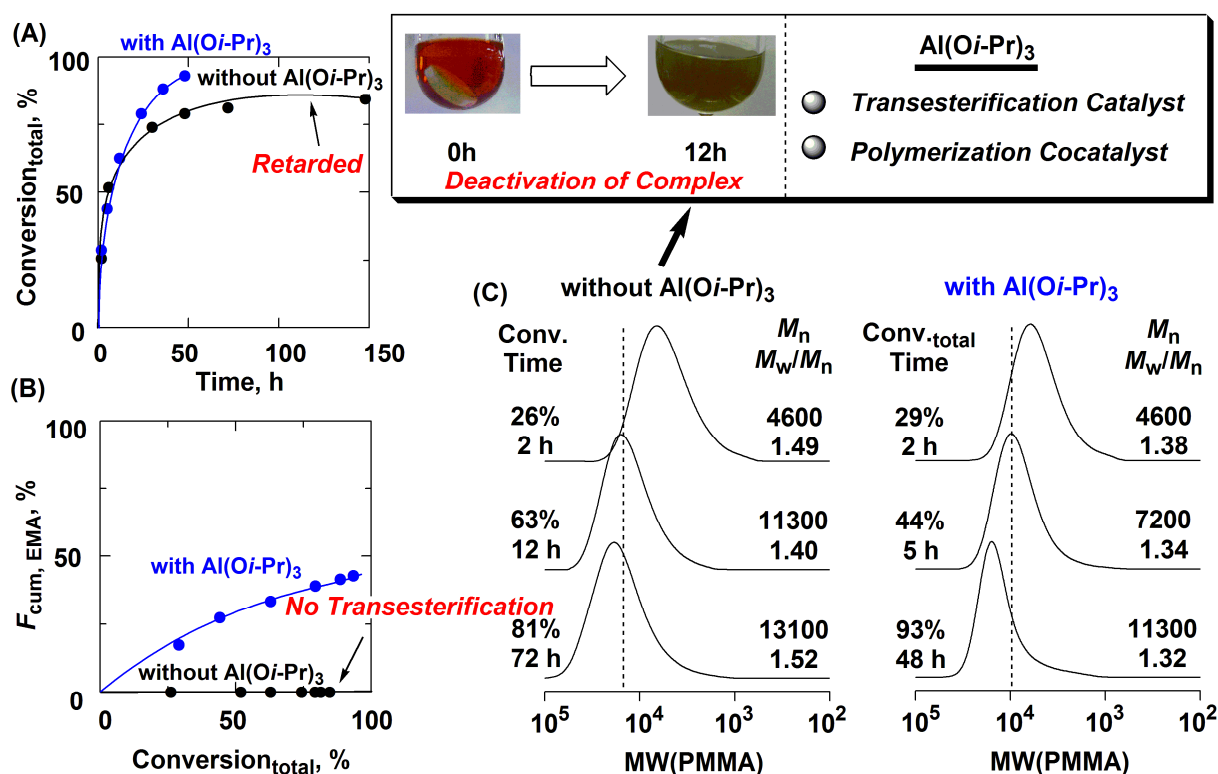 (A)
with Al(Oi-Pr)3
without Al(Oi-Pr)3
Retarded
100
50
0
Conversiontotal, %
0 50 100 150
Time, h
0h 12h
Deactivation of Complex
Al(Oi-Pr)3
Transesterification Catalyst
Polymerization Cocatalyst
(B)
100
50
0
Fcum, EMA, %
with Al(Oi-Pr)3
No Transesterification
without Al(Oi-Pr)3
0 50 100
Conversiontotal, %
(C)
without Al(Oi-Pr)3
Conv. Mn
Time Mw/Mn
26% 4600
2 h 1.49
63% 11300
12 h 1.40
81% 13100
72 h 1.52
10^5 10^4 10^3 10^2
MW(PMMA)
with Al(Oi-Pr)3
Conv.total Mn
Time Mw/Mn
29% 4600
2 h 1.38
44% 7200
5 h 1.34
93% 11300
48 h 1.32
10^5 10^4 10^3 10^2
MW(PMMA)